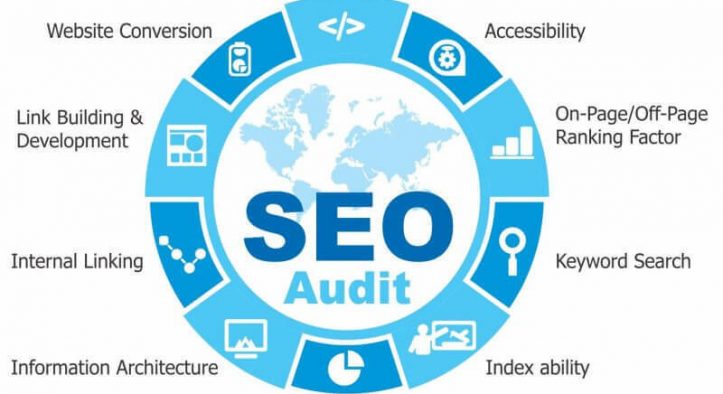 Website Conversion
Accessibility
</>
Link Building &
Development
On-Page/Off-Page
Ranking Factor
SEO
Audit
Internal Linking
Keyword Search
Information Architecture
Index ability